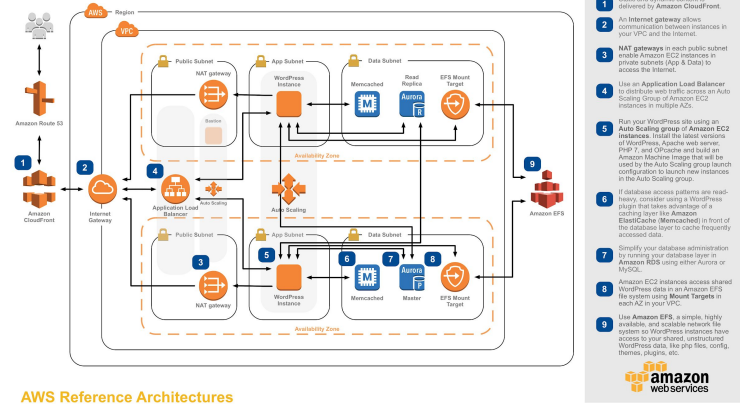 AWS
Region
VPC
Public Subnet
App Subnet
Data Subnet
NAT gateway
WordPress
Instance
Memcached
Read
Replica
EFS Mount
Target
Aurora
M
R
Bastion
Amazon Route 53
Availability Zone
1
2
4
9
Amazon
CloudFront
Internet
Gateway
Application Load
Balancer
Auto Scaling
Auto Scaling
Amazon EFS
Public Subnet
App Subnet
Data Subnet
3
5
6
7
8
Aurora
M
P
NAT gateway
WordPress
Instance
Memcached
Master
EFS Mount
Target
Availability Zone
AWS Reference Architectures
1
delivered by Amazon CloudFront.
2
An Internet gateway allows
communication between instances in
your VPC and the Internet.
3
NAT gateways in each public subnet
enable Amazon EC2 instances in
private subnets (App & Data) to
access the Internet.
4
Use an Application Load Balancer
to distribute web traffic across an Auto
Scaling Group of Amazon EC2
instances in multiple AZs.
5
Run your WordPress site using an
Auto Scaling group of Amazon EC2
instances. Install the latest versions
of WordPress, Apache web server,
PHP 7, and OPcache and build an
Amazon Machine Image that will be
used by the Auto Scaling group launch
configuration to launch new instances
in the Auto Scaling group.
6
If database access patterns are read-
heavy, consider using a WordPress
plugin that takes advantage of a
caching layer like Amazon
ElastiCache (Memcached) in front of
the database layer to cache frequently
accessed data.
7
Simplify your database administration
by running your database layer in
Amazon RDS using either Aurora or
MySQL.
8
Amazon EC2 instances access shared
WordPress data in an Amazon EFS
file system using Mount Targets in
each AZ in your VPC.
9
Use Amazon EFS, a simple, highly
available, and scalable network file
system so WordPress instances have
access to your shared, unstructured
WordPress data, like php files, config,
themes, plugins, etc.
amazon
web services